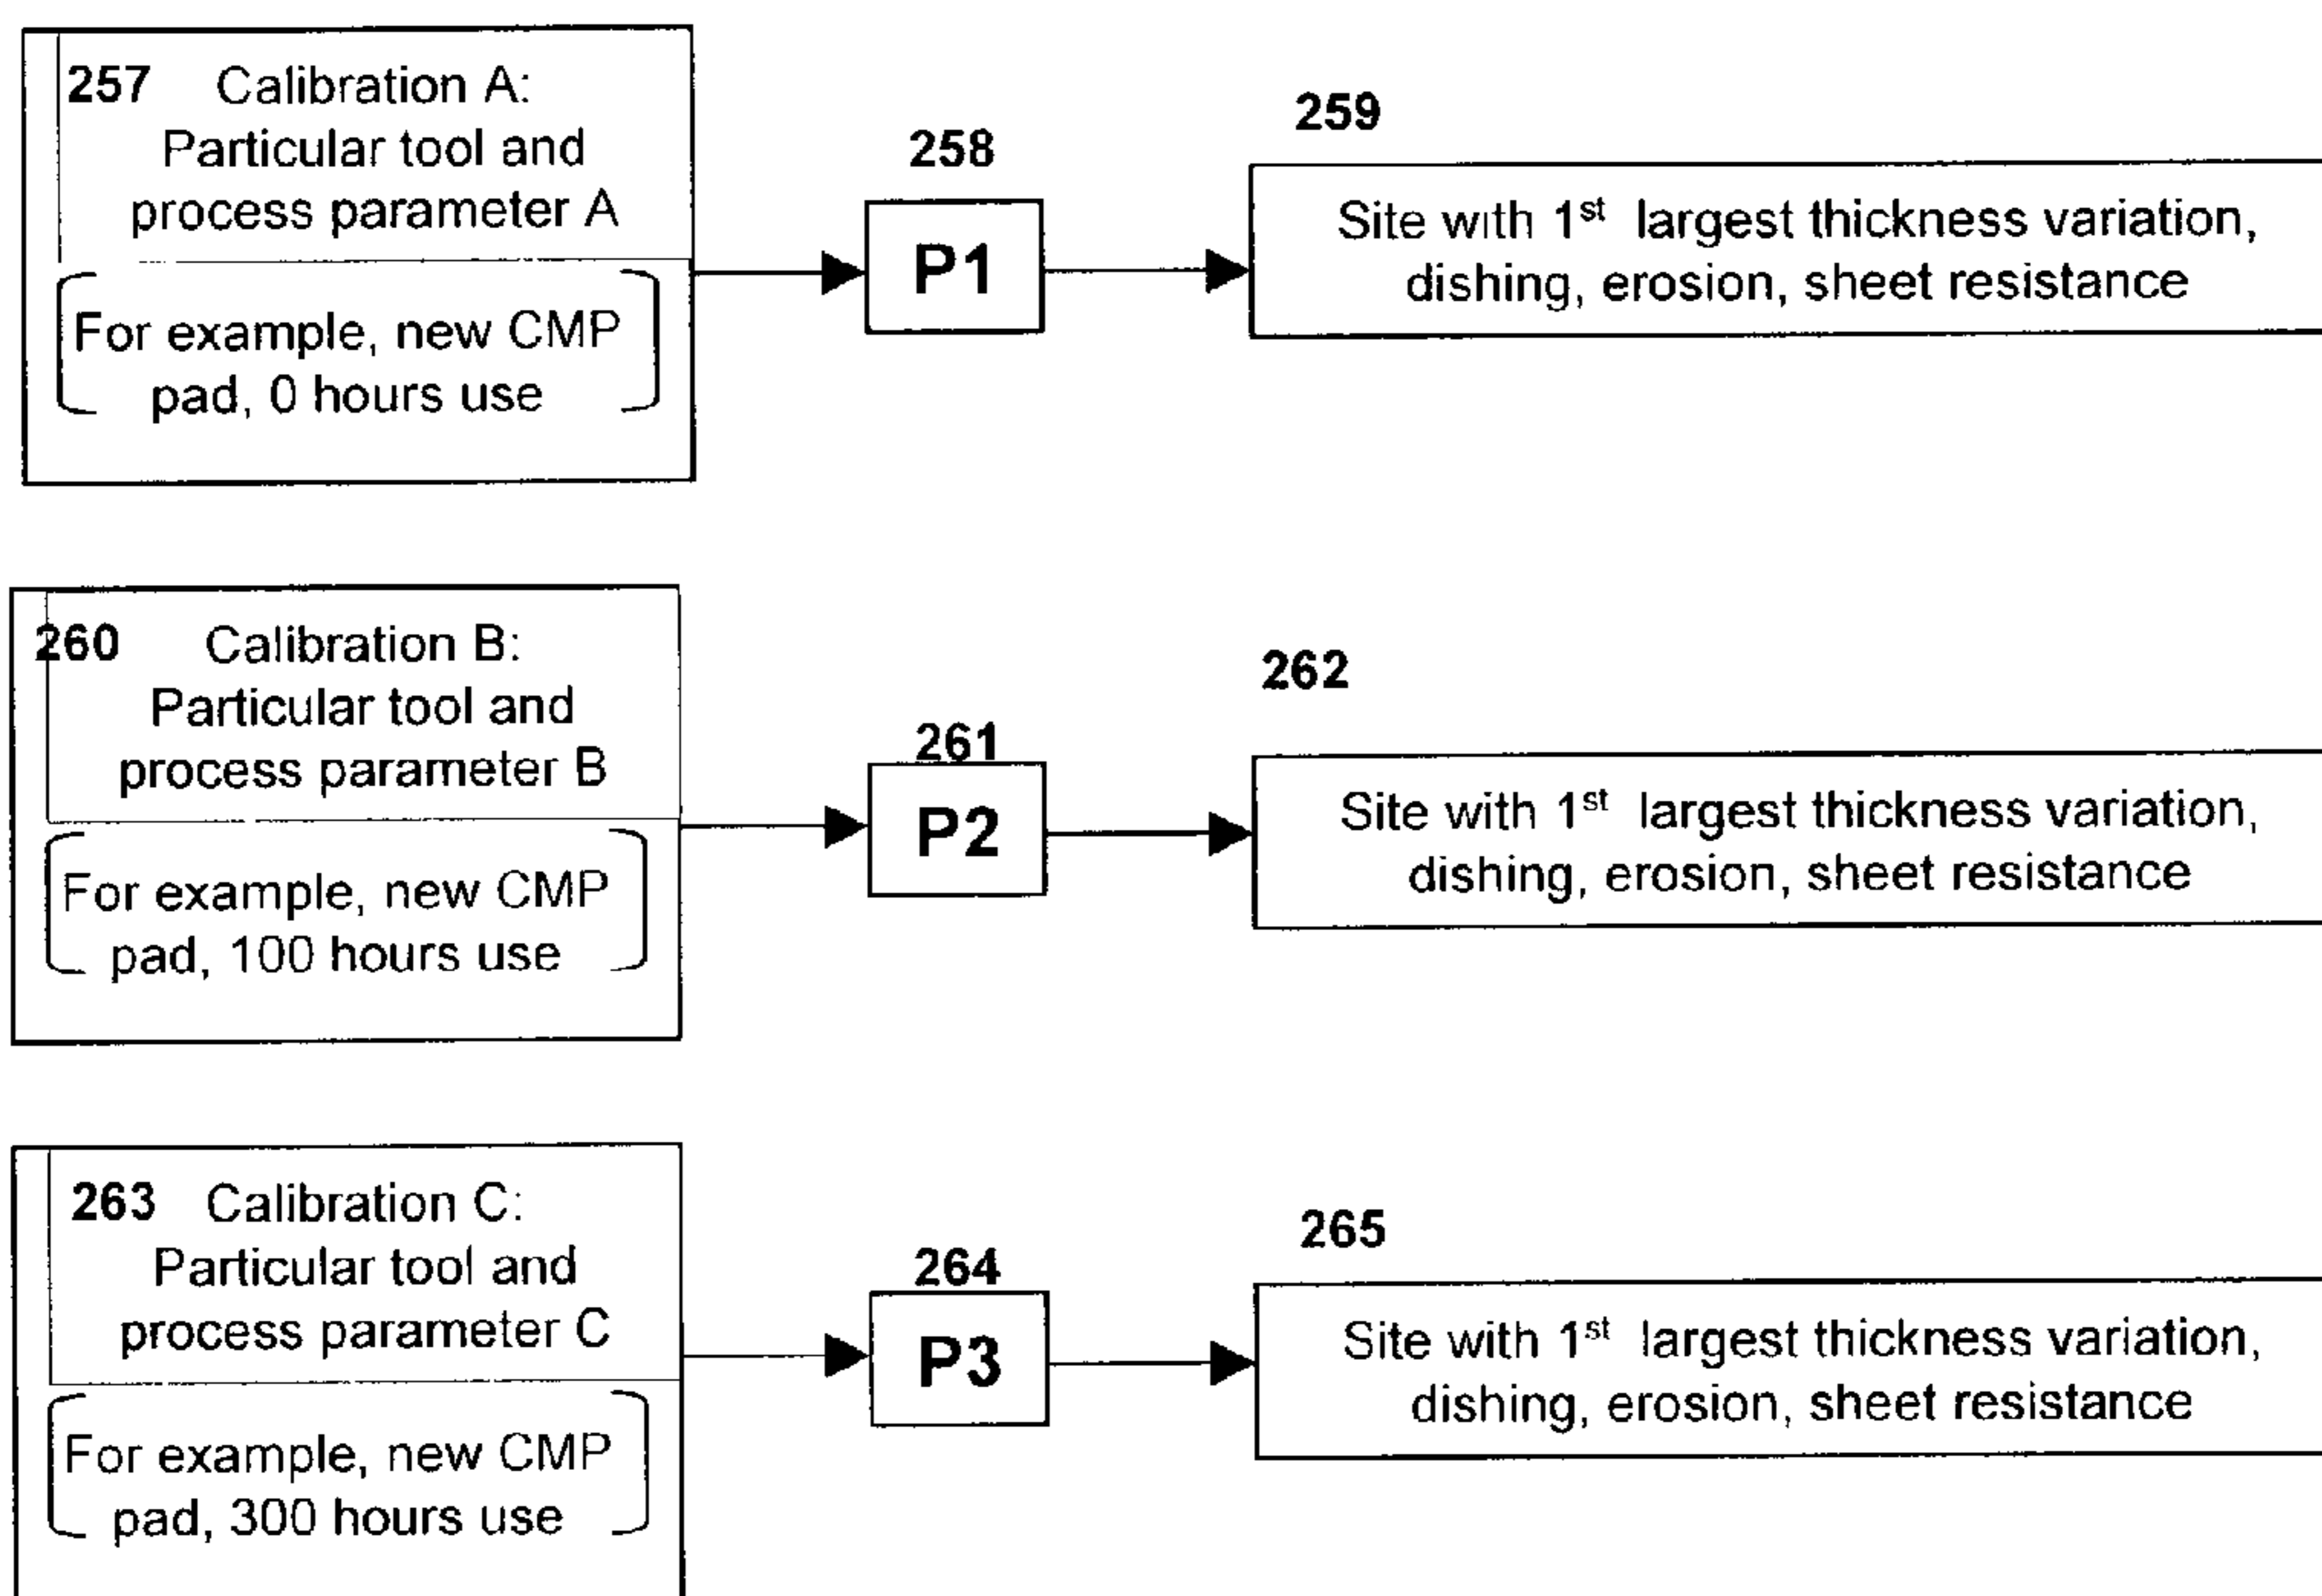 257 Calibration A:
Particular tool and
process parameter A
For example, new CMP
pad, 0 hours use
258
P1
259
Site with 1st largest thickness variation,
dishing, erosion, sheet resistance
260 Calibration B:
Particular tool and
process parameter B
For example, new CMP
pad, 100 hours use
261
P2
262
Site with 1st largest thickness variation,
dishing, erosion, sheet resistance
263 Calibration C:
Particular tool and
process parameter C
For example, new CMP
pad, 300 hours use
264
P3
265
Site with 1st largest thickness variation,
dishing, erosion, sheet resistance